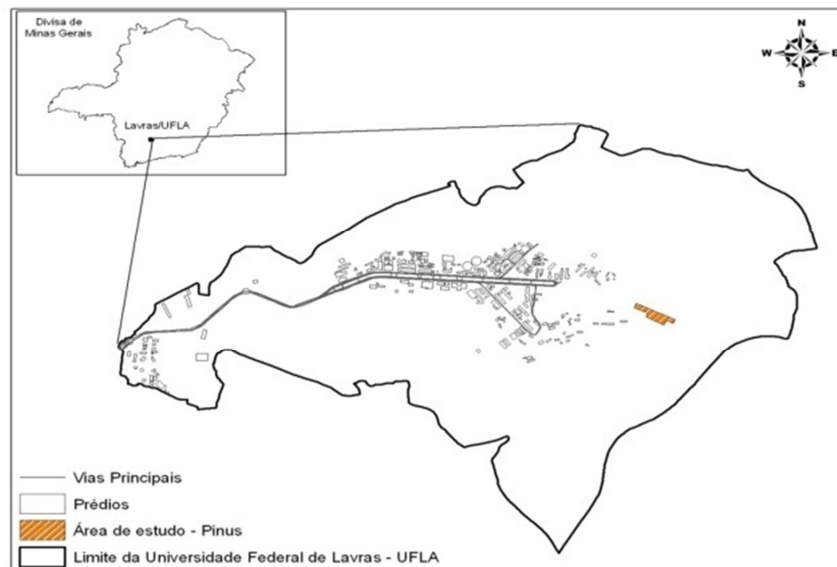 Divisa de
Minas Gerais
Lavras/UFLA
N
W
E
S
Vias Principais
Prédios
Área de estudo - Pinus
Limite da Universidade Federal de Lavras - UFLA